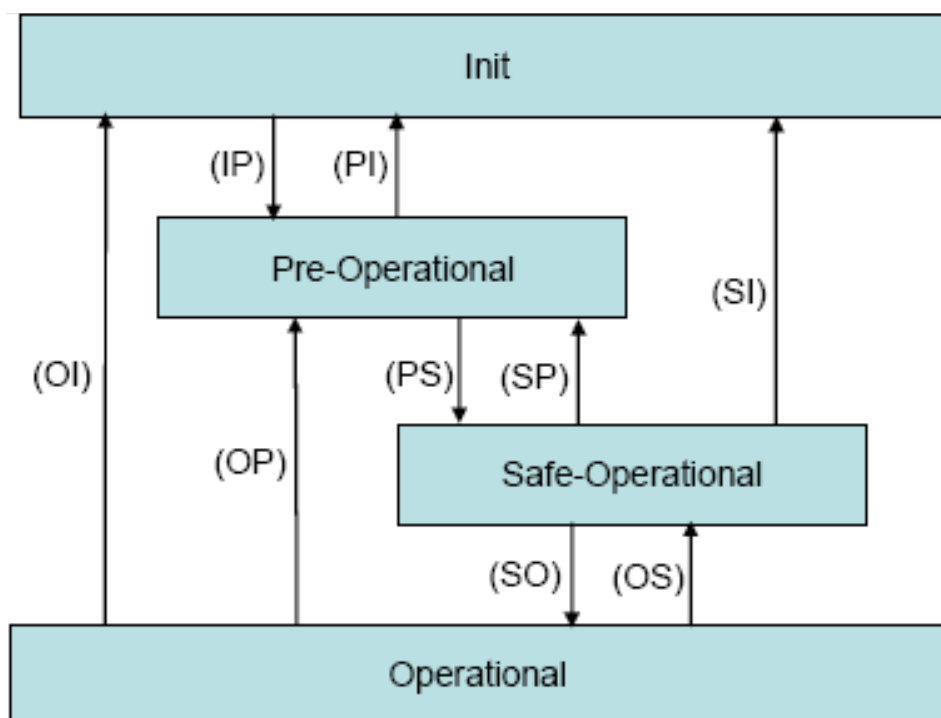 Init
(IP)
(PI)
Pre-Operational
(SI)
(OI)
(PS)
(SP)
(OP)
Safe-Operational
(SO)
(OS)
Operational